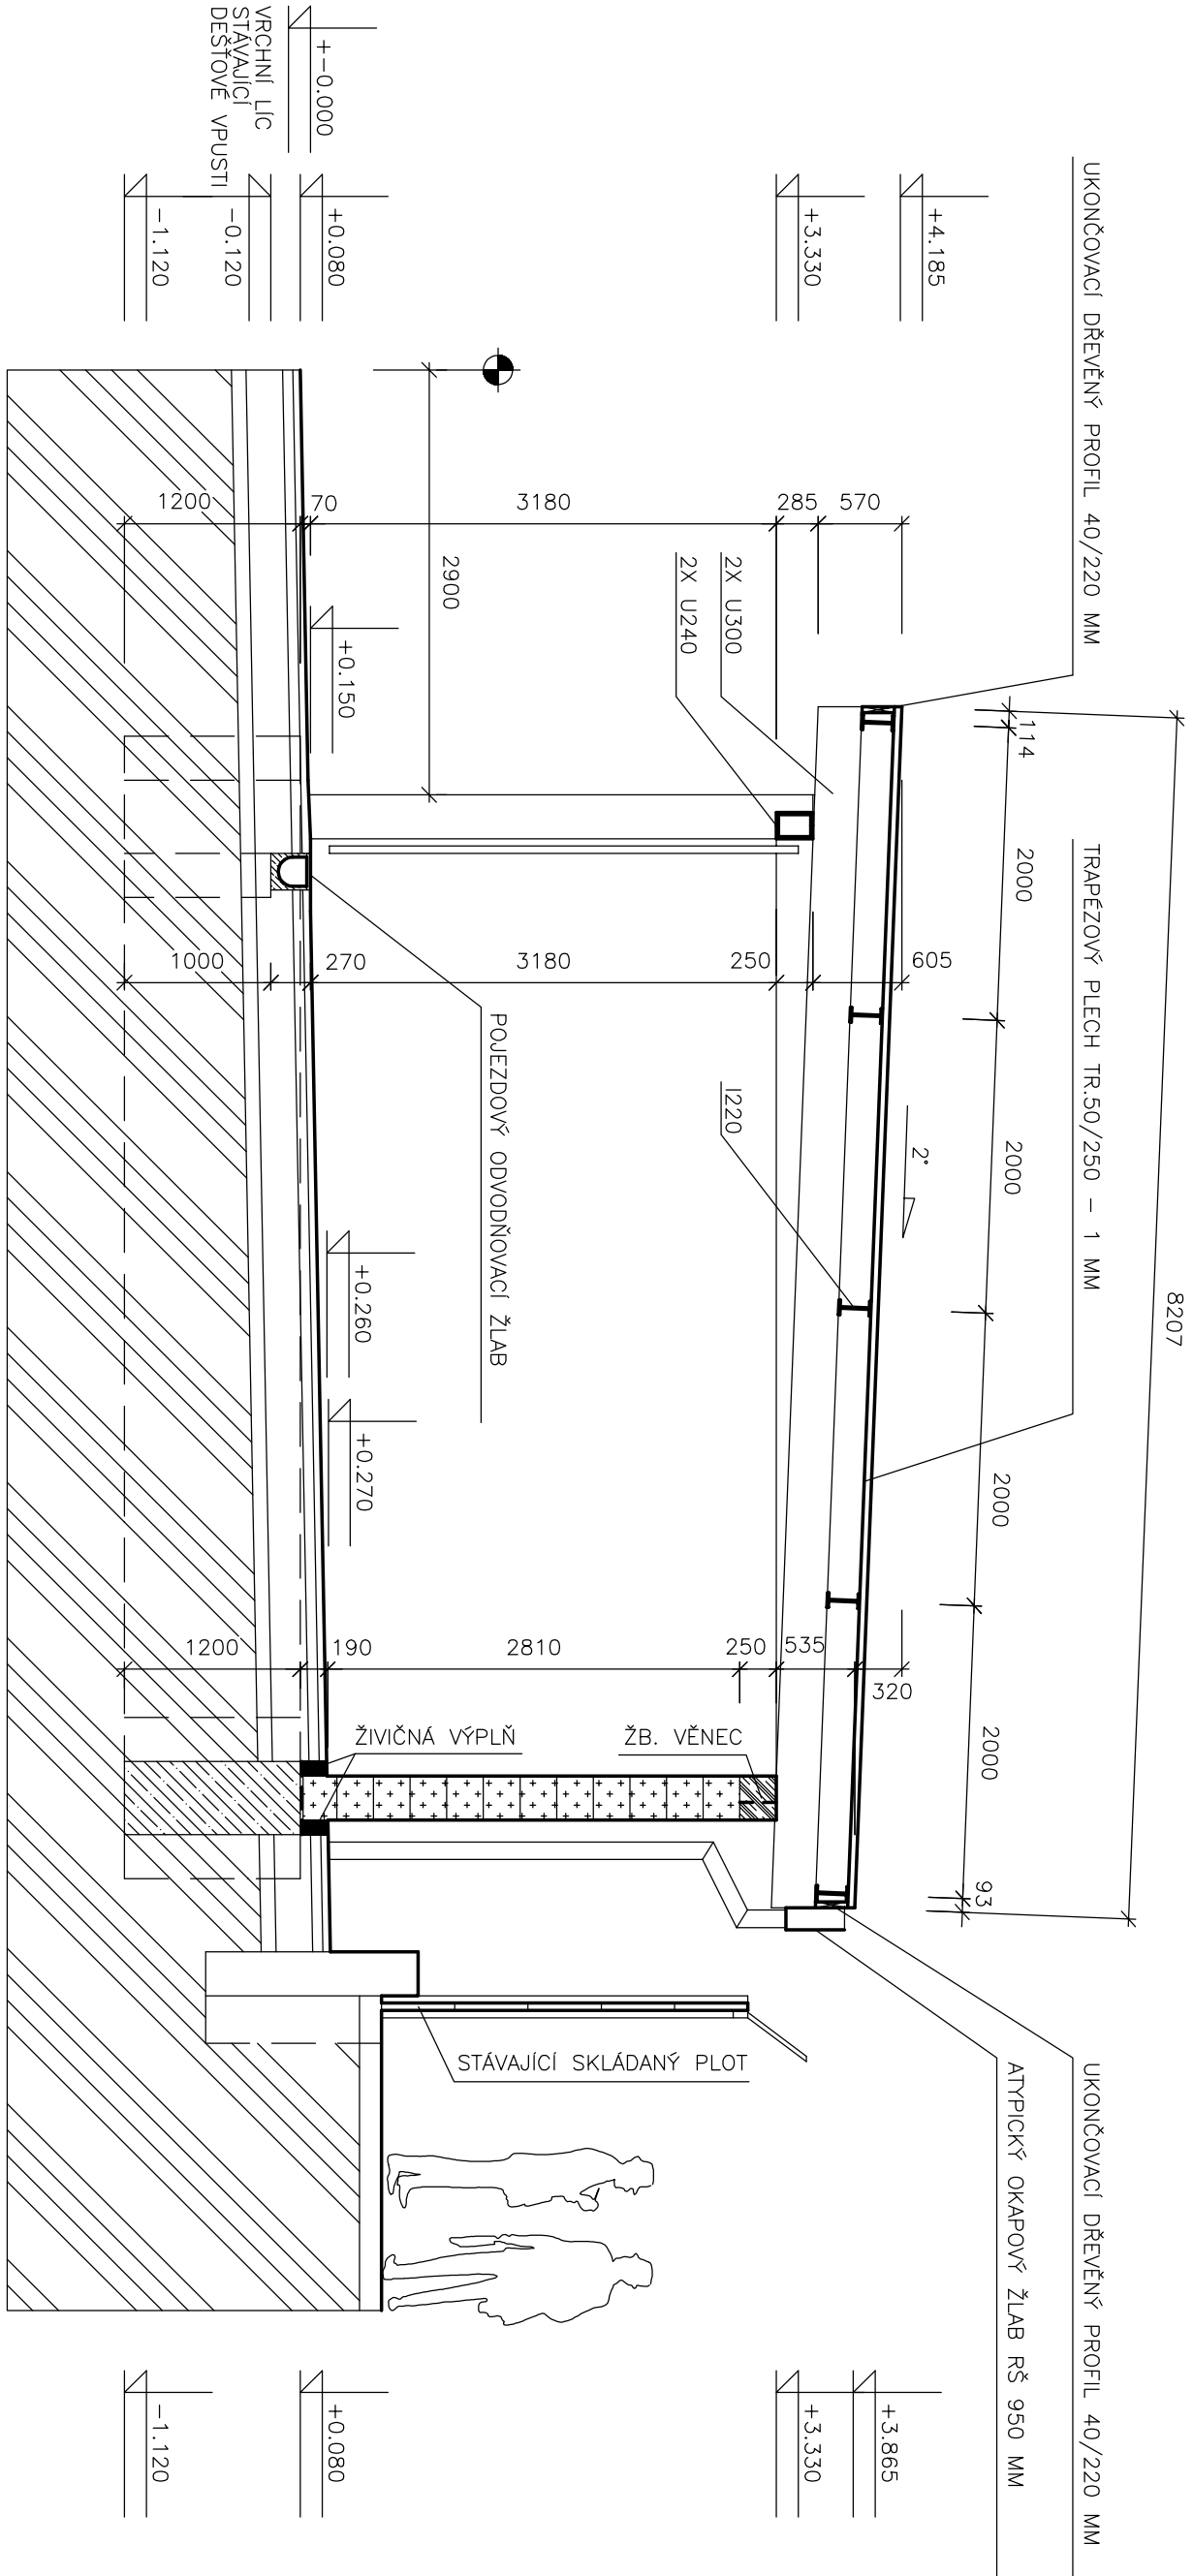 UKONČOVACÍ DŘEVĚNÝ PROFIL 40/220 MM
TRAPÉZOVÝ PLECH TR.50/250 – 1 MM
UKONČOVACÍ DŘEVĚNÝ PROFIL 40/220 MM
ATYPICKÝ OKAPOVÝ ŽLAB RŠ 950 MM
8207
114
2000
2000
2000
2000
93
2°
+4.185
+3.330
+0.080
+-0.000
-0.120
-1.120
VRCHNÍ LÍC
STÁVAJÍCÍ
DEŠŤOVÉ VPUSTI
570
285
3180
70
1200
2X U300
2X U240
2900
+0.150
605
250
3180
270
1000
I220
POJEZDOVÝ ODVODŇOVACÍ ŽLAB
+0.260
+0.270
320
535
250
2810
190
1200
ŽB. VĚNEC
ŽIVIČNÁ VÝPLŇ
STÁVAJÍCÍ SKLÁDANÝ PLOT
+3.865
+3.330
+0.080
-1.120